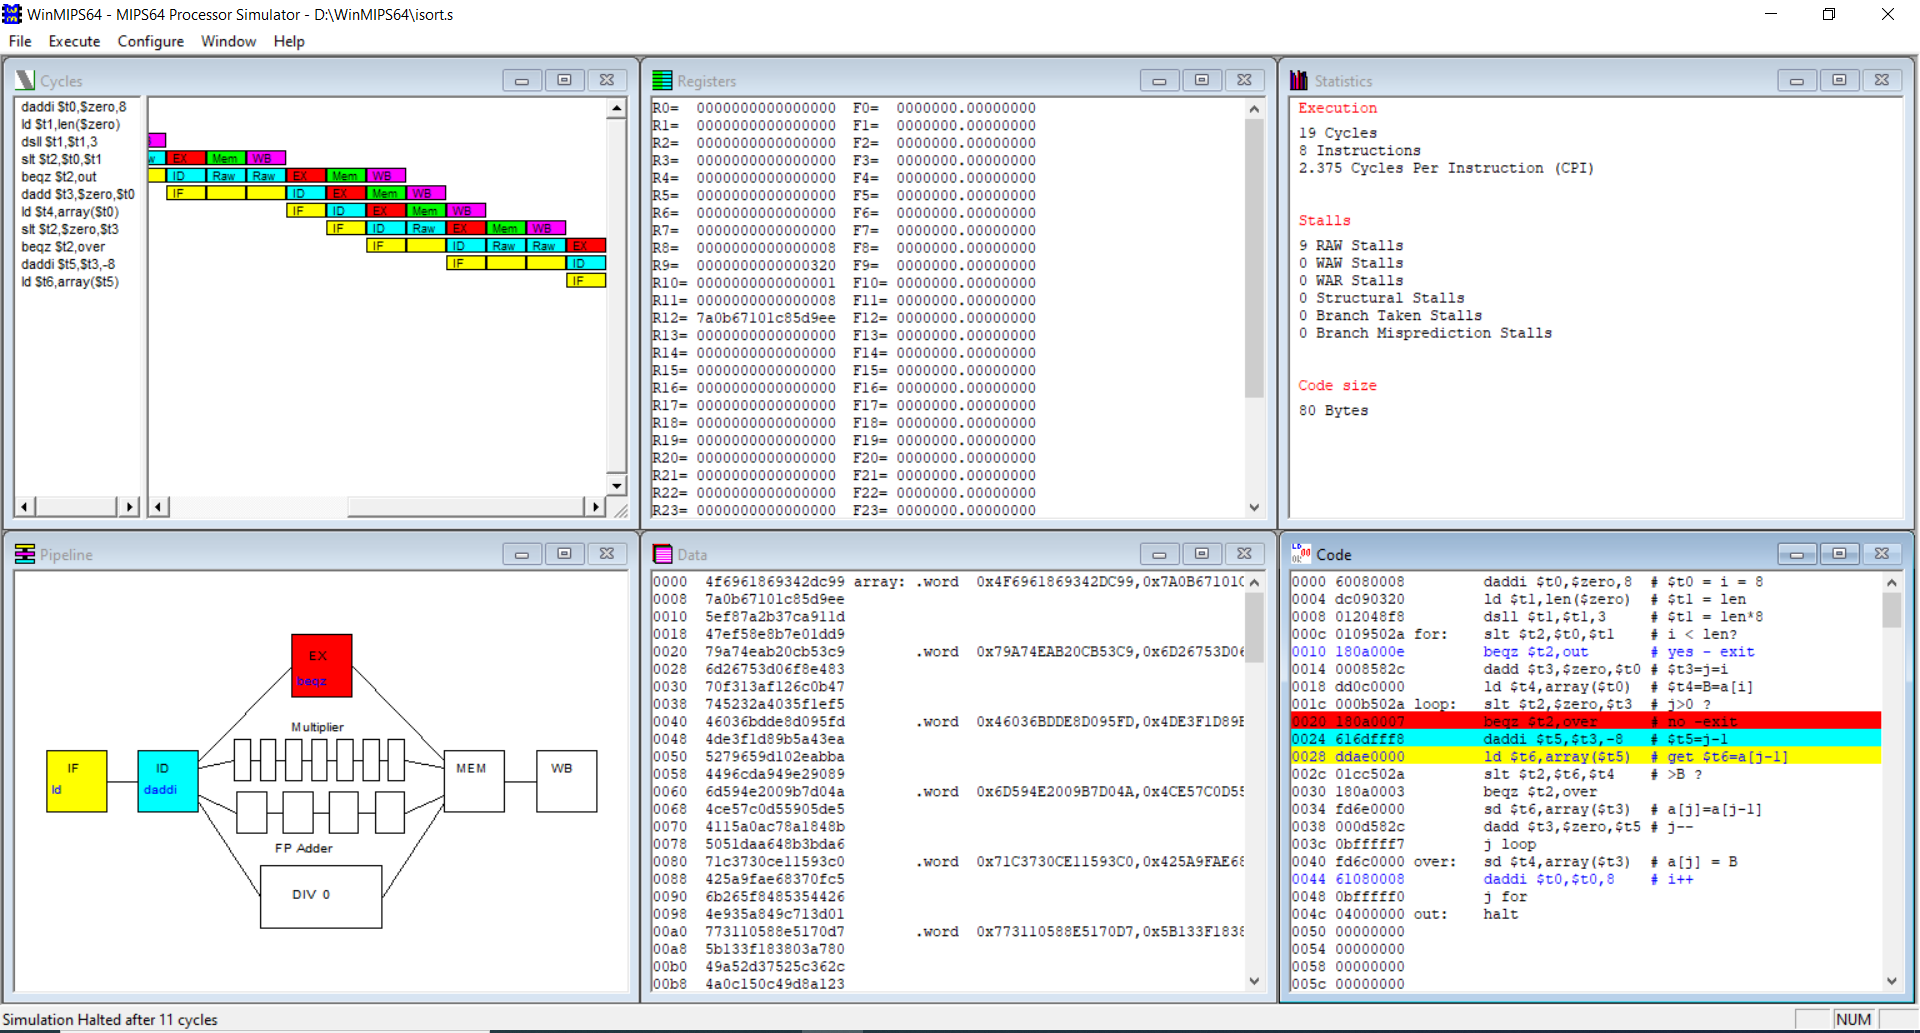 WinMIPS64 - MIPS64 Processor Simulator - D:\WinMIPS64\isort.s
File Execute Configure Window Help
Cycles
daddi $t0,$zero,8
ld $t1,len($zero)
dsll $t1,$t1,3
slt $t2,$t0,$t1
beqz $t2,out
dadd $t3,$zero,$t0
ld $t4,array($t0)
slt $t2,$zero,$t3
beqz $t2,over
daddi $t5,$t3,-8
ld $t6,array($t5)
EX Mem WB
ID Raw Raw EX Mem WB
IF ID EX Mem WB
IF ID EX Mem WB
IF ID Raw EX Mem WB
IF ID Raw Raw EX
IF ID
IF
Registers
R0= 0000000000000000 F0= 0000000.00000000
R1= 0000000000000000 F1= 0000000.00000000
R2= 0000000000000000 F2= 0000000.00000000
R3= 0000000000000000 F3= 0000000.00000000
R4= 0000000000000000 F4= 0000000.00000000
R5= 0000000000000000 F5= 0000000.00000000
R6= 0000000000000000 F6= 0000000.00000000
R7= 0000000000000000 F7= 0000000.00000000
R8= 0000000000000008 F8= 0000000.00000000
R9= 0000000000000320 F9= 0000000.00000000
R10= 0000000000000001 F10= 0000000.00000000
R11= 0000000000000008 F11= 0000000.00000000
R12= 7a0b67101c85d9ee F12= 0000000.00000000
R13= 0000000000000000 F13= 0000000.00000000
R14= 0000000000000000 F14= 0000000.00000000
R15= 0000000000000000 F15= 0000000.00000000
R16= 0000000000000000 F16= 0000000.00000000
R17= 0000000000000000 F17= 0000000.00000000
R18= 0000000000000000 F18= 0000000.00000000
R19= 0000000000000000 F19= 0000000.00000000
R20= 0000000000000000 F20= 0000000.00000000
R21= 0000000000000000 F21= 0000000.00000000
R22= 0000000000000000 F22= 0000000.00000000
R23= 0000000000000000 F23= 0000000.00000000
Statistics
Execution
19 Cycles
8 Instructions
2.375 Cycles Per Instruction (CPI)
Stalls
9 RAW Stalls
0 WAW Stalls
0 WAR Stalls
0 Structural Stalls
0 Branch Taken Stalls
0 Branch Misprediction Stalls
Code size
80 Bytes
Pipeline
EX
beqz
Multiplier
IF
ld
ID
daddi
MEM
WB
FP Adder
DIV 0
Data
0000 4f6961869342dc99 array: .word 0x4F6961869342DC99,0x7A0B67101C
0008 7a0b67101c85d9ee
0010 5ef87a2b37ca911d
0018 47ef58e8b7e01dd9
0020 79a74eab20cb53c9 .word 0x79A74EAB20CB53C9,0x6D26753D06
0028 6d26753d06f8e483
0030 70f313af126c0b47
0038 745232a4035f1ef5
0040 46036bdde8d095fd .word 0x46036BDDE8D095FD,0x4DE3F1D89B
0048 4de3f1d89b5a43ea
0050 5279659d102eabba
0058 4496cda949e29089
0060 6d594e2009b7d04a .word 0x6D594E2009B7D04A,0x4CE57C0D55
0068 4ce57c0d55905de5
0070 4115a0ac78a1848b
0078 5051daa648b3bda6
0080 71c3730ce11593c0 .word 0x71C3730CE11593C0,0x425A9FAE68
0088 425a9fae68370fc5
0090 6b265f8485354426
0098 4e935a849c713d01
00a0 773110588e5170d7 .word 0x773110588E5170D7,0x5B133F1838
00a8 5b133f183803a780
00b0 49a52d37525c362c
00b8 4a0c150c49d8a123
Code
0000 60080008 daddi $t0,$zero,8 # $t0 = i = 8
0004 dc090320 ld $t1,len($zero) # $t1 = len
0008 012048f8 dsll $t1,$t1,3 # $t1 = len*8
000c 0109502a for: slt $t2,$t0,$t1 # i < len?
0010 180a000e beqz $t2,out # yes - exit
0014 0008582c dadd $t3,$zero,$t0 # $t3=j=i
0018 dd0c0000 ld $t4,array($t0) # $t4=B=a[i]
001c 000b502a loop: slt $t2,$zero,$t3 # j>0 ?
0020 180a0007 beqz $t2,over # no -exit
0024 616dfff8 daddi $t5,$t3,-8 # $t5=j-1
0028 ddae0000 ld $t6,array($t5) # get $t6=a[j-1]
002c 01cc502a slt $t2,$t6,$t4 # >B ?
0030 180a0003 beqz $t2,over
0034 fd6e0000 sd $t6,array($t3) # a[j]=a[j-1]
0038 000d582c dadd $t3,$zero,$t5 # j--
003c 0bfffff7 j loop
0040 fd6c0000 over: sd $t4,array($t3) # a[j] = B
0044 61080008 daddi $t0,$t0,8 # i++
0048 0bfffff0 j for
004c 04000000 out: halt
0050 00000000
0054 00000000
0058 00000000
005c 00000000
Simulation Halted after 11 cycles
NUM